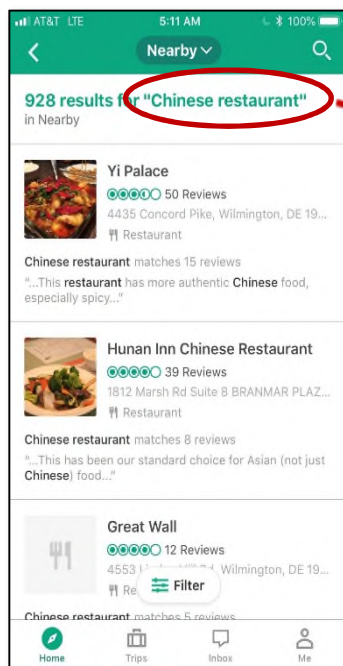 AT&T LTE 5:11 AM 100%
Nearby
928 results for "Chinese restaurant"
in Nearby
Yi Palace
50 Reviews
4435 Concord Pike, Wilmington, DE 19...
Restaurant
Chinese restaurant matches 15 reviews
"...This restaurant has more authentic Chinese food,
especially spicy..."
Hunan Inn Chinese Restaurant
39 Reviews
1812 Marsh Rd Suite 8 BRANMAR PLAZ...
Restaurant
Chinese restaurant matches 8 reviews
"...This has been our standard choice for Asian (not just
Chinese) food..."
Great Wall
12 Reviews
4553 Wilmington, DE 19...
Re
Filter
Chinese restaurant matches 5 reviews
Home Trips Inbox Me